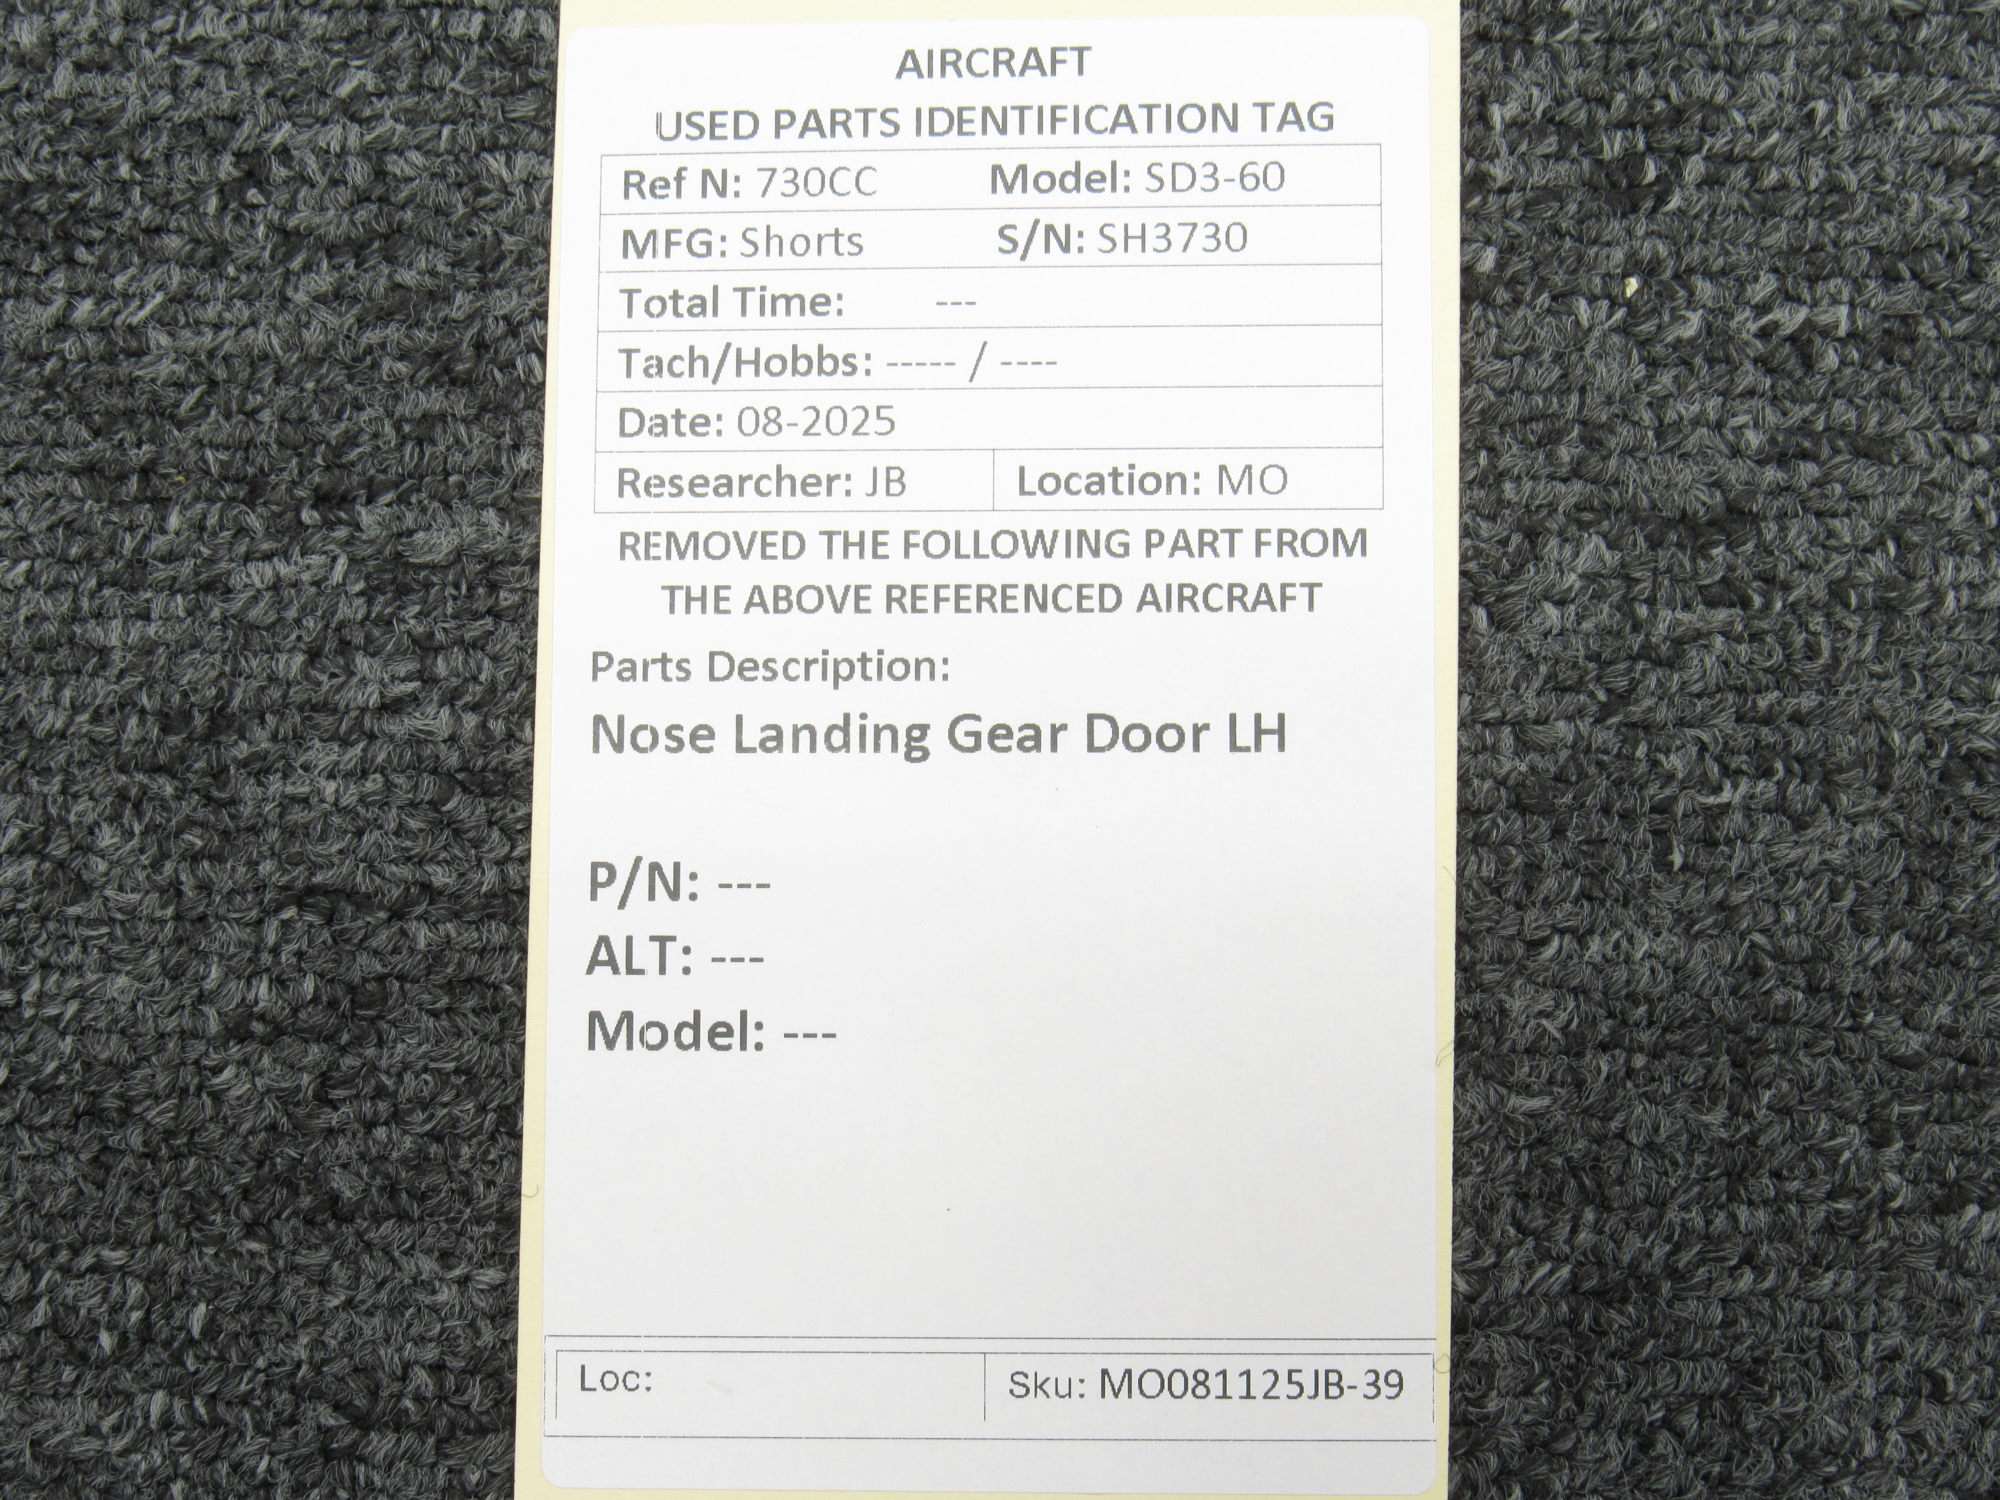 AIRCRAFT
USED PARTS IDENTIFICATION TAG
Ref N: 730CC Model: SD3-60
MFG: Shorts S/N: SH3730
Total Time: ---
Tach/Hobbs: ----- / ----
Date: 08-2025
Researcher: JB Location: MO
REMOVED THE FOLLOWING PART FROM
THE ABOVE REFERENCED AIRCRAFT
Parts Description:
Nose Landing Gear Door LH
P/N: ---
ALT: ---
Model: ---
Loc: Sku: MO081125JB-39